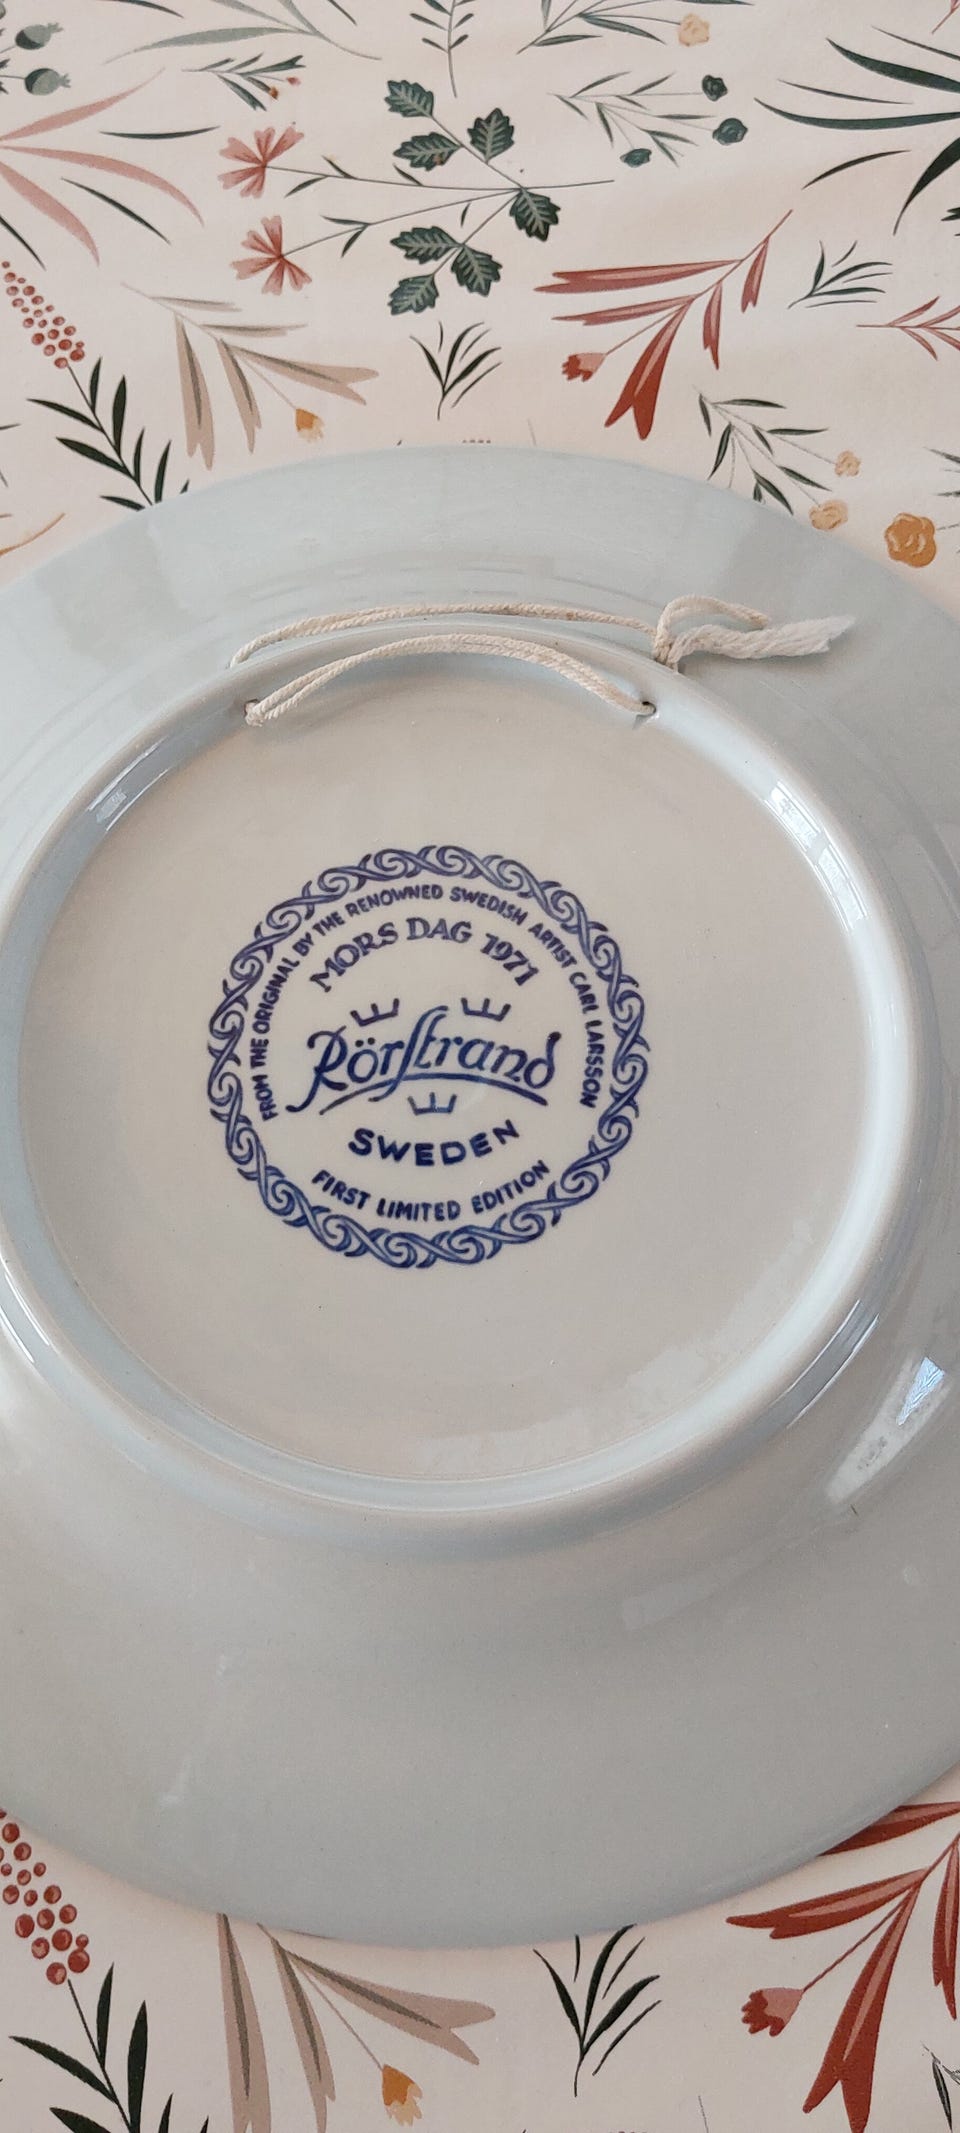 FROM THE ORIGINAL BY THE RENOWNED SWEDISH ARTIST CARL LARSSON
MORS DAG 1971
Rörstrand
SWEDEN
FIRST LIMITED EDITION